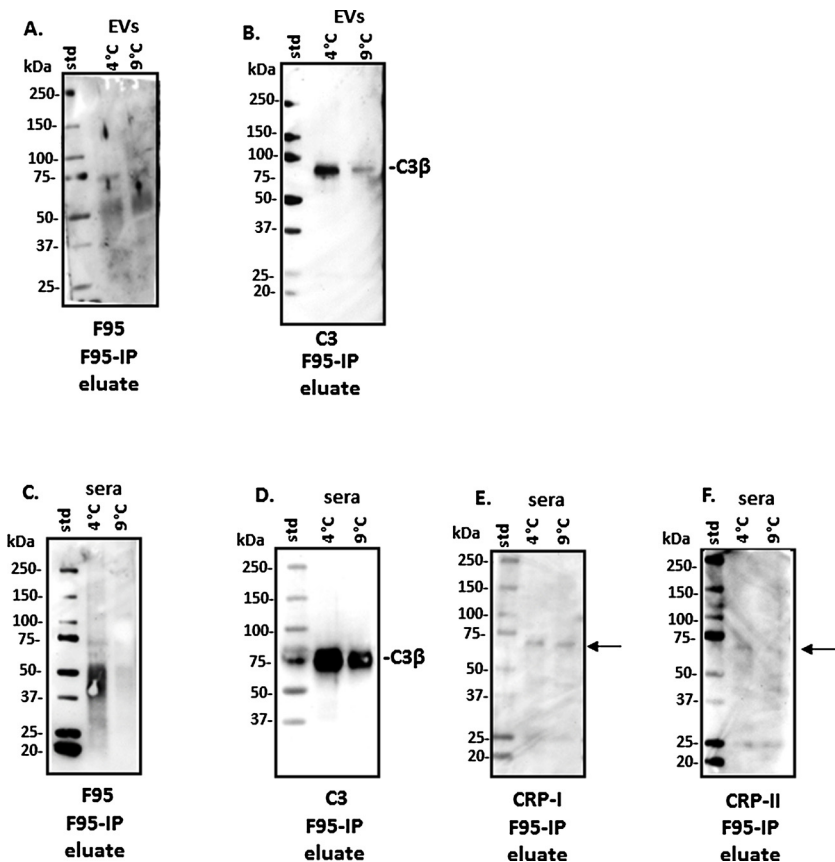 A.
EVs
std
4°C
9°C
kDa
250-
150-
100-
75-
50-
37-
25-
F95
F95-IP
eluate
B.
EVs
std
4°C
9°C
kDa
250-
150-
100-
75-
50-
37-
25-
20-
-C3β
C3
F95-IP
eluate
C.
sera
std
4°C
9°C
kDa
250-
150-
100-
75-
50-
37-
25-
20-
F95
F95-IP
eluate
D.
sera
std
4°C
9°C
kDa
250-
150-
100-
75-
50-
37-
-C3β
C3
F95-IP
eluate
E.
sera
std
4°C
9°C
kDa
250-
150-
100-
75-
50-
37-
25-
20-
CRP-I
F95-IP
eluate
F.
sera
std
4°C
9°C
kDa
250-
150-
100-
75-
50-
37-
25-
20-
CRP-II
F95-IP
eluate